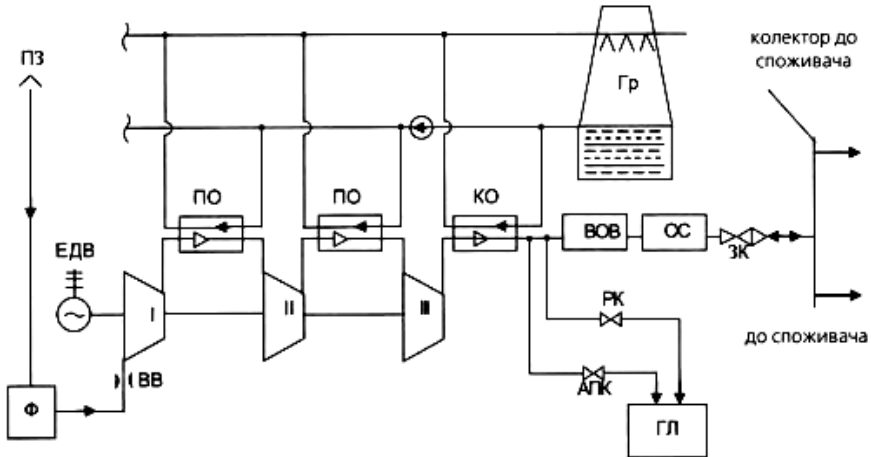 ПЗ
Гр
колектор до
споживача
ПО
ПО
КО
ЕДВ
ВОВ
ОС
ЗК
I
II
III
РК
до споживача
ВВ
АПК
Ф
ГЛ